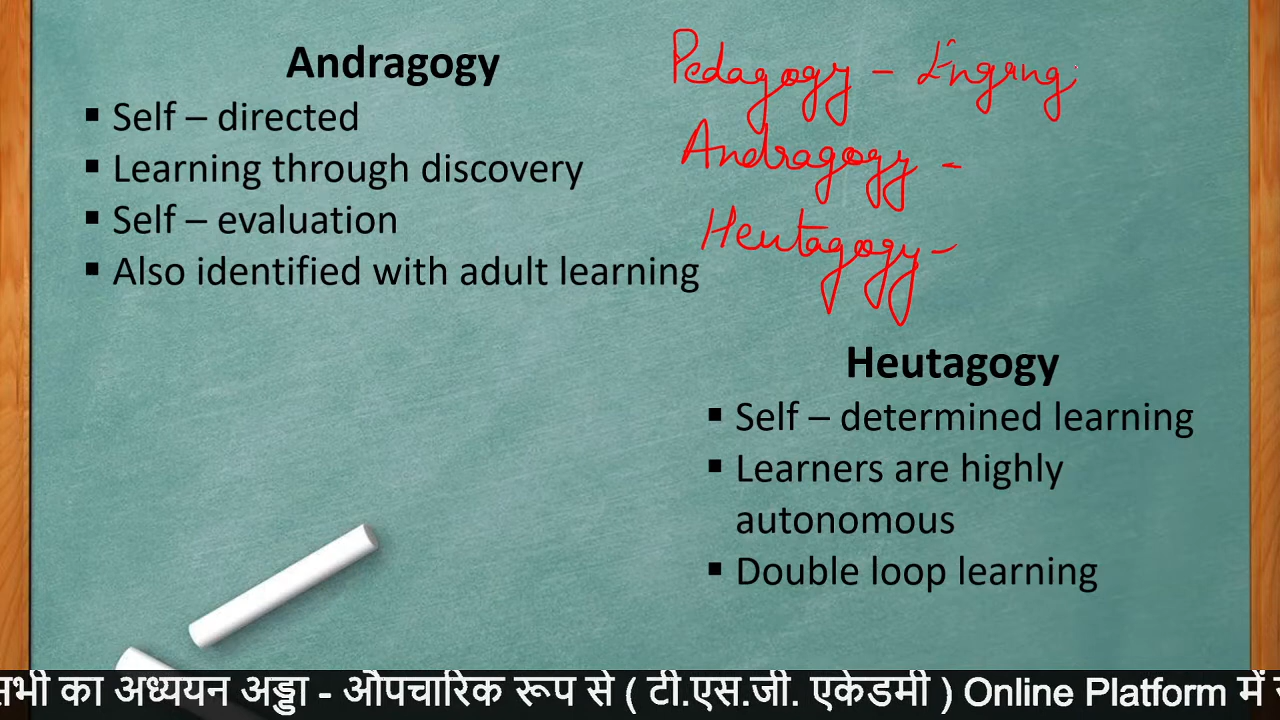 Andragogy
▪ Self – directed
▪ Learning through discovery
▪ Self – evaluation
▪ Also identified with adult learning
Pedagogy –
Andragogy –
Heutagogy –
Heutagogy
▪ Self – determined learning
▪ Learners are highly
autonomous
▪ Double loop learning
सभी का अध्ययन अड्डा - औपचारिक रूप से ( टी.एस.जी. एकेडमी ) Online Platform में